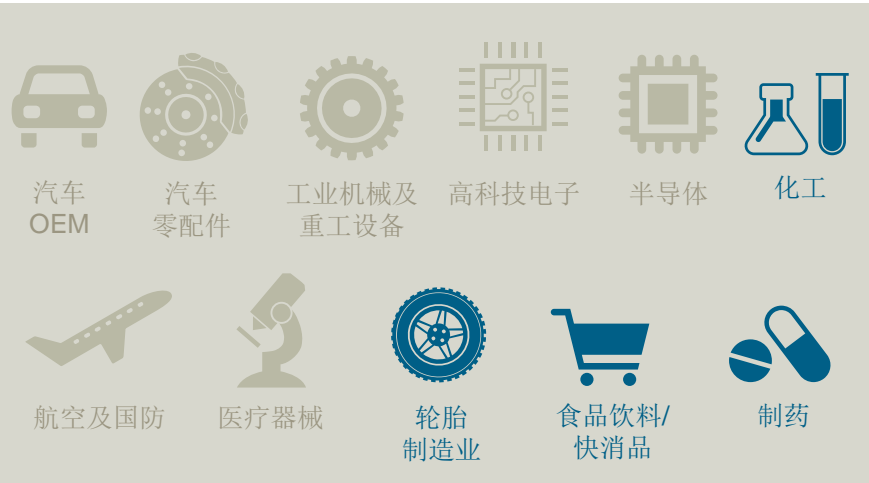 汽车
OEM
汽车
零配件
工业机械及
重工设备
高科技电子
半导体
化工
航空及国防
医疗器械
轮胎
制造业
食品饮料/
快消品
制药